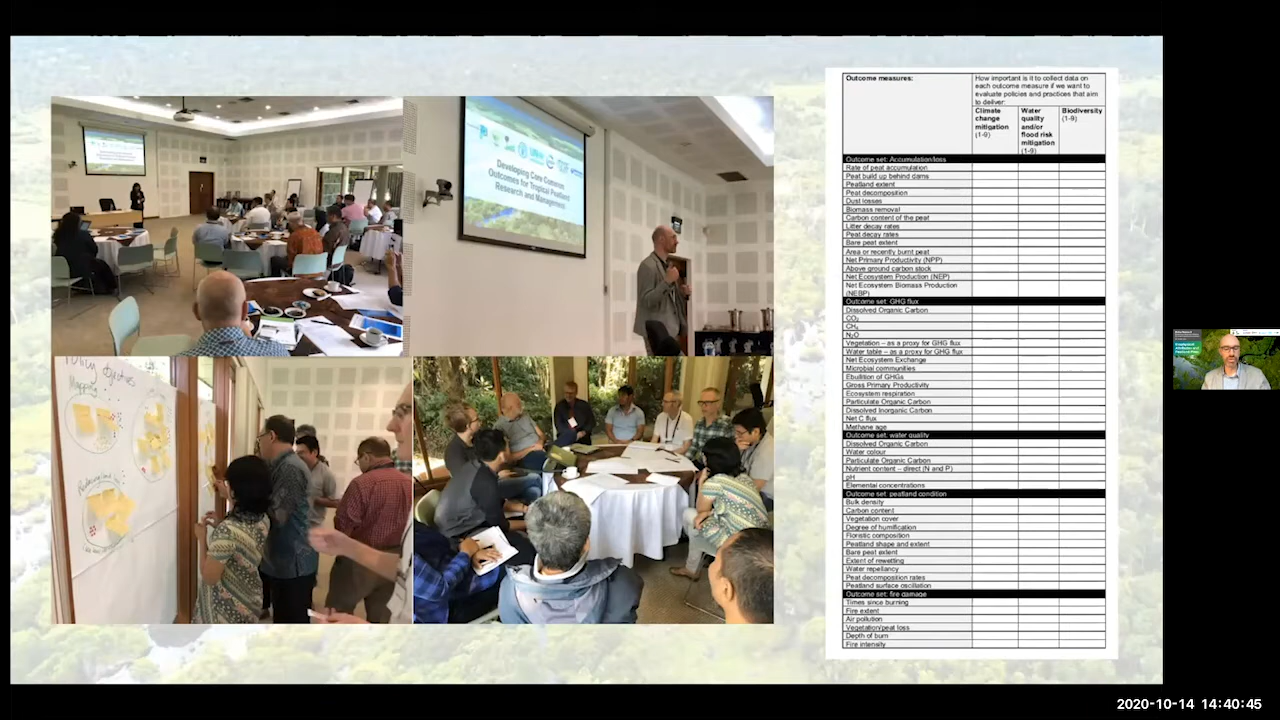 Developing Core Common
Outcomes for Tropical Peatland
Research and Management
Policy objectives
Outcome measures:
How important is it to collect data on
each outcome measure if we want to
evaluate policies and practices that aim
to deliver:
Climate
change
mitigation
(1-9)
Water
quality
and/or
flood risk
mitigation
(1-9)
Biodiversity
(1-9)
Outcome set: Accumulation/loss
Rate of peat accumulation
Peat build up behind dams
Peatland extent
Peat decomposition
Dust losses
Biomass removal
Carbon content of the peat
Litter decay rates
Peat decay rates
Bare peat extent
Area or recently burnt peat
Net Primary Productivity (NPP)
Above ground carbon stock
Net Ecosystem Production (NEP)
Net Ecosystem Biomass Production
(NEBP)
Outcome set: GHG flux
Dissolved Organic Carbon
CO₂
CH₄
N₂O
Vegetation – as a proxy for GHG flux
Water table – as a proxy for GHG flux
Net Ecosystem Exchange
Microbial communities
Ebullition of GHGs
Gross Primary Productivity
Ecosystem respiration
Particulate Organic Carbon
Dissolved Inorganic Carbon
Net C flux
Methane age
Outcome set: water quality
Dissolved Organic Carbon
Water colour
Particulate Organic Carbon
Nutrient content – direct (N and P)
pH
Elemental concentrations
Outcome set: peatland condition
Bulk density
Carbon content
Vegetation cover
Degree of humification
Floristic composition
Peatland shape and extent
Bare peat extent
Extent of rewetting
Water repellancy
Peat decomposition rates
Peatland surface oscillation
Outcome set: fire damage
Times since burning
Fire extent
Air pollution
Vegetation/peat loss
Depth of burn
Fire intensity
2020-10-14 14:40:45